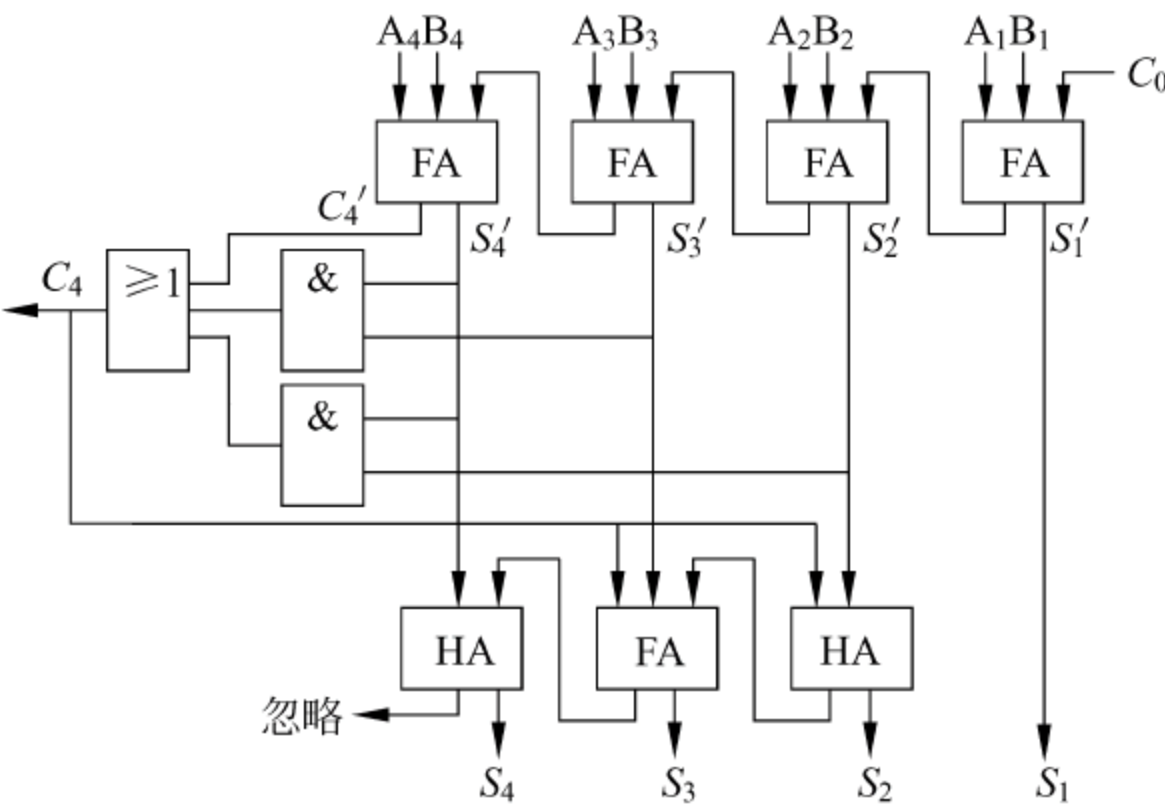 A₄B₄ A₃B₃ A₂B₂ A₁B₁
C₀
FA FA FA FA
C₄′ S₄′ S₃′ S₂′ S₁′
C₄ ≥1 &
&
HA FA HA
忽略
S₄ S₃ S₂ S₁